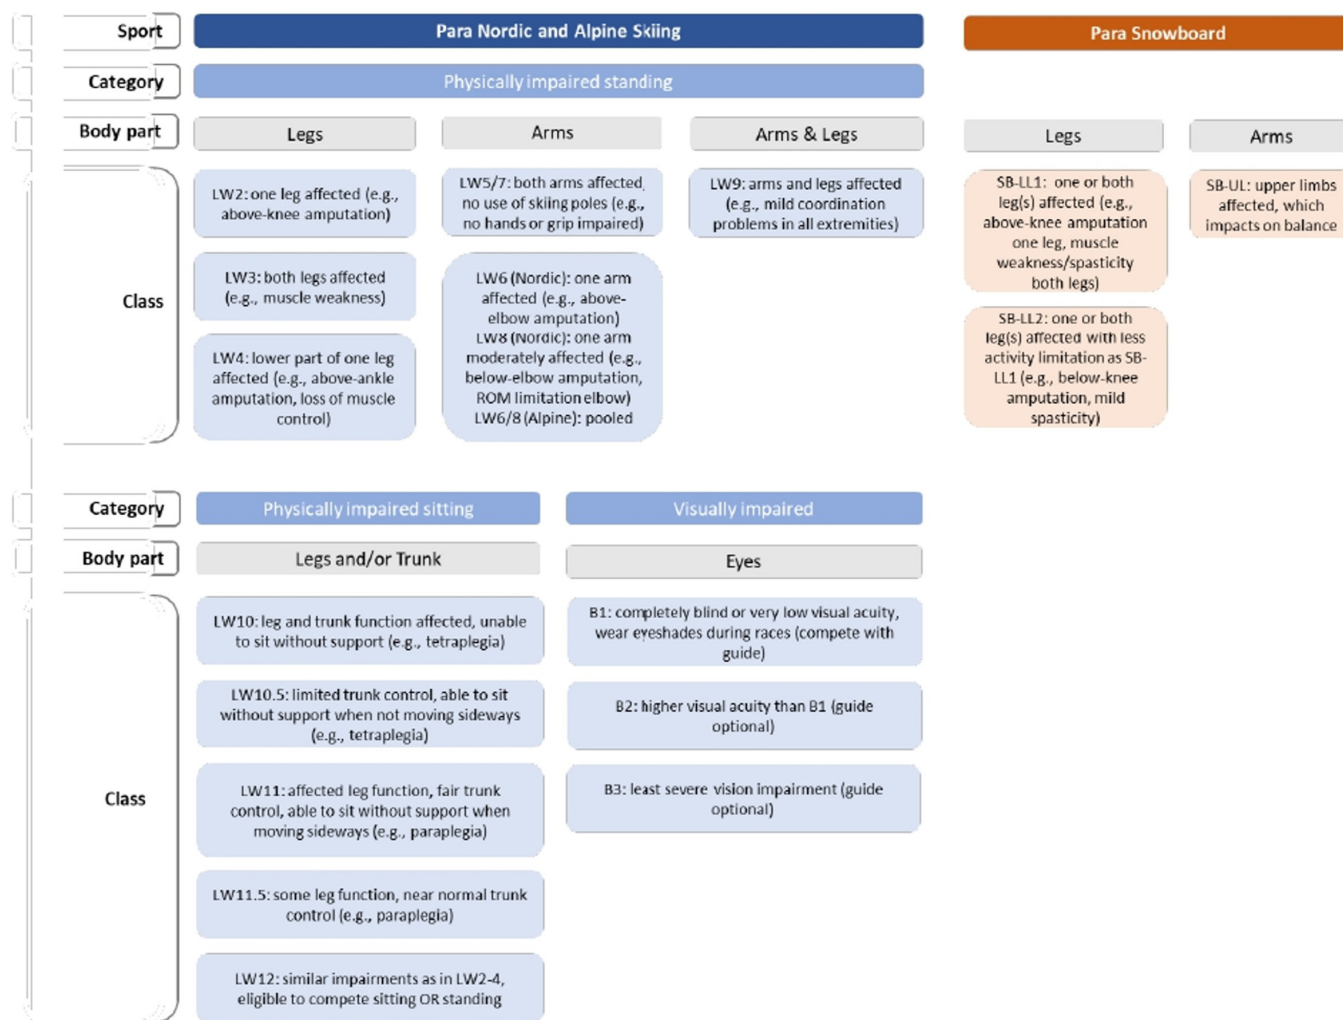 Sport
Para Nordic and Alpine Skiing
Para Snowboard
Category
Physically impaired standing
Body part
Legs
Arms
Arms & Legs
Legs
Arms
Class
LW2: one leg affected (e.g.,
above-knee amputation)
LW3: both legs affected
(e.g., muscle weakness)
LW4: lower part of one leg
affected (e.g., above-ankle
amputation, loss of muscle
control)
LW5/7: both arms affected,
no use of skiing poles (e.g.,
no hands or grip impaired)
LW6 (Nordic): one arm
affected (e.g., above-
elbow amputation)
LW8 (Nordic): one arm
moderately affected (e.g.,
below-elbow amputation,
ROM limitation elbow)
LW6/8 (Alpine): pooled
LW9: arms and legs affected
(e.g., mild coordination
problems in all extremities)
SB-LL1: one or both
leg(s) affected (e.g.,
above-knee amputation
one leg, muscle
weakness/spasticity
both legs)
SB-LL2: one or both
leg(s) affected with less
activity limitation as SB-
LL1 (e.g., below-knee
amputation, mild
spasticity)
SB-UL: upper limbs
affected, which
impacts on balance
Category
Physically impaired sitting
Visually impaired
Body part
Legs and/or Trunk
Eyes
Class
LW10: leg and trunk function affected, unable
to sit without support (e.g., tetraplegia)
LW10.5: limited trunk control, able to sit
without support when not moving sideways
(e.g., tetraplegia)
LW11: affected leg function, fair trunk
control, able to sit without support when
moving sideways (e.g., paraplegia)
LW11.5: some leg function, near normal trunk
control (e.g., paraplegia)
LW12: similar impairments as in LW2-4,
eligible to compete sitting OR standing
B1: completely blind or very low visual acuity,
wear eyeshades during races (compete with
guide)
B2: higher visual acuity than B1 (guide
optional)
B3: least severe vision impairment (guide
optional)